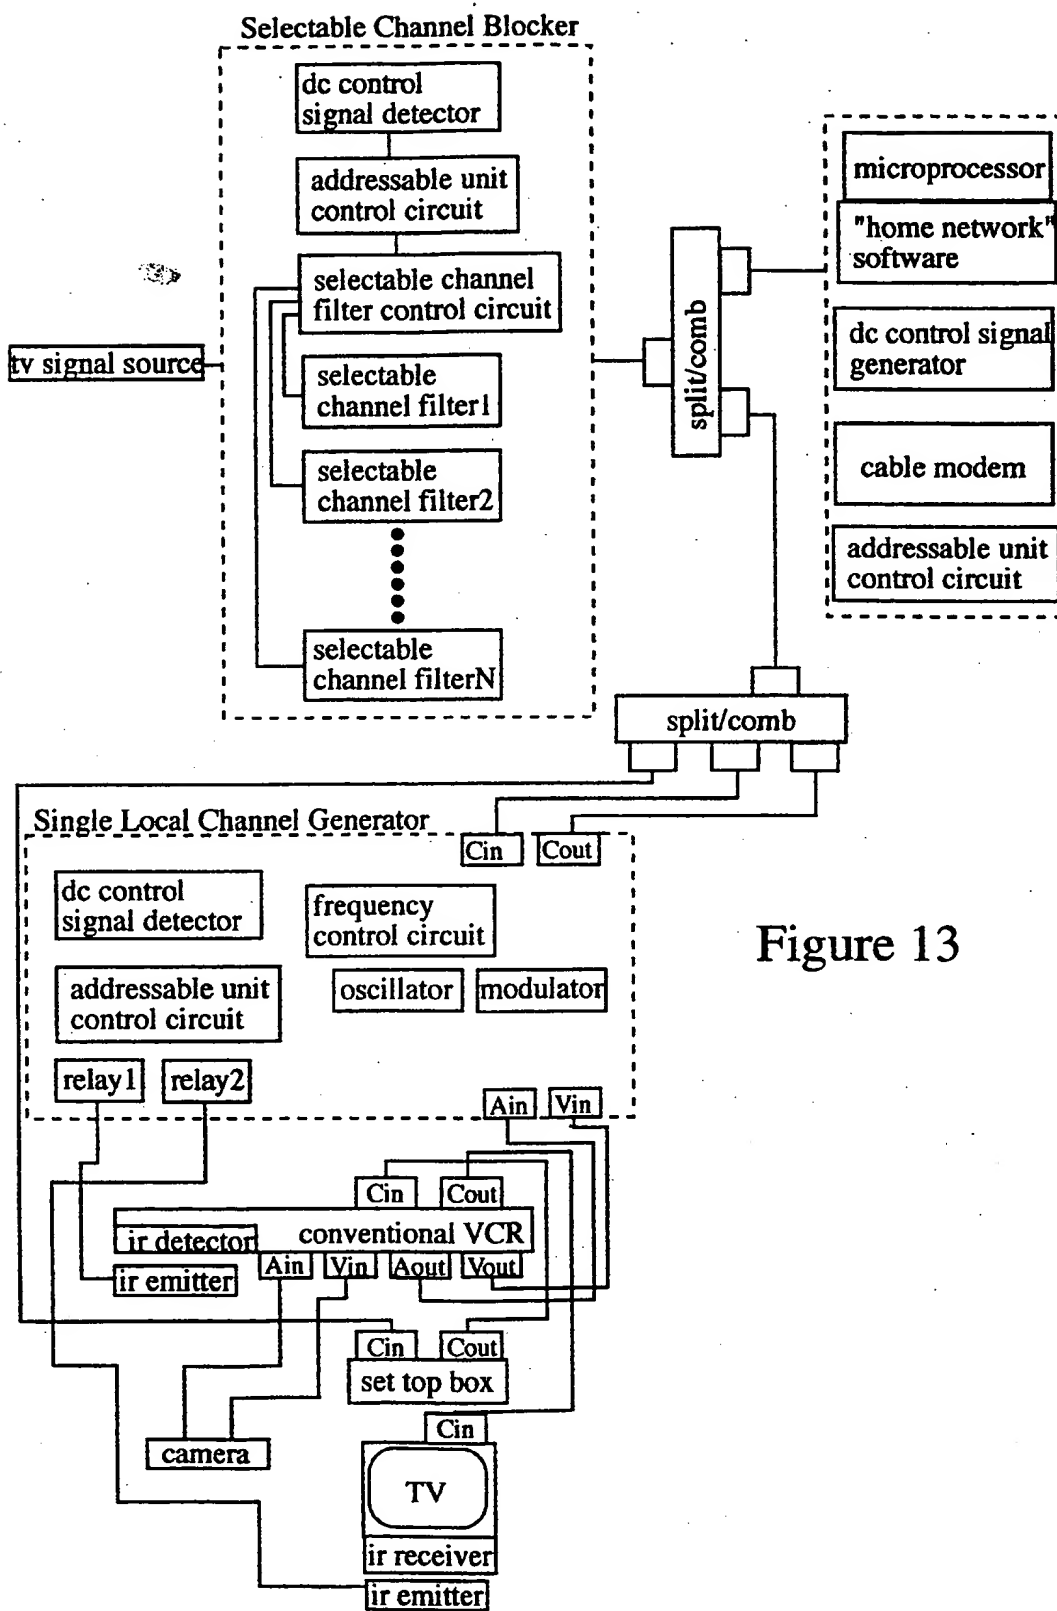 Selectable Channel Blocker
dc control
signal detector
addressable unit
control circuit
selectable channel
filter control circuit
tv signal source
selectable
channel filter1
selectable
channel filter2
selectable
channel filterN
split/comb
microprocessor
"home network"
software
dc control signal
generator
cable modem
addressable unit
control circuit
split/comb
Single Local Channel Generator
Cin
Cout
dc control
signal detector
frequency
control circuit
addressable unit
control circuit
oscillator
modulator
Figure 13
relay1
relay2
Ain
Vin
Cin
Cout
conventional VCR
ir detector
Ain
Vin
Aout
Vout
ir emitter
Cin
Cout
set top box
Cin
camera
TV
ir receiver
ir emitter